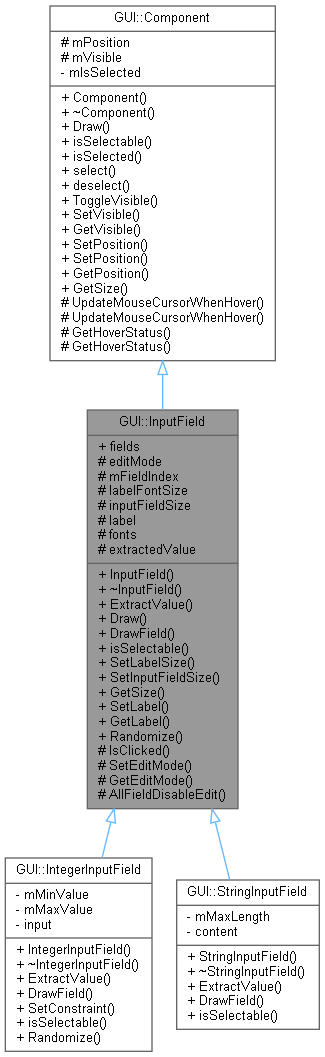 GUI::Component
# mPosition
# mVisible
- mIsSelected
+ Component()
+ ~Component()
+ Draw()
+ isSelectable()
+ isSelected()
+ select()
+ deselect()
+ ToggleVisible()
+ SetVisible()
+ GetVisible()
+ SetPosition()
+ SetPosition()
+ GetPosition()
+ GetSize()
# UpdateMouseCursorWhenHover()
# UpdateMouseCursorWhenHover()
# GetHoverStatus()
# GetHoverStatus()
GUI::InputField
+ fields
# editMode
# mFieldIndex
# labelFontSize
# inputFieldSize
# label
# fonts
# extractedValue
+ InputField()
+ ~InputField()
+ ExtractValue()
+ Draw()
+ DrawField()
+ isSelectable()
+ SetLabelSize()
+ SetInputFieldSize()
+ GetSize()
+ SetLabel()
+ GetLabel()
+ Randomize()
# IsClicked()
# SetEditMode()
# GetEditMode()
# AllFieldDisableEdit()
GUI::IntegerInputField
- mMinValue
- mMaxValue
- input
+ IntegerInputField()
+ ~IntegerInputField()
+ ExtractValue()
+ DrawField()
+ SetConstraint()
+ isSelectable()
+ Randomize()
GUI::StringInputField
- mMaxLength
- content
+ StringInputField()
+ ~StringInputField()
+ ExtractValue()
+ DrawField()
+ isSelectable()